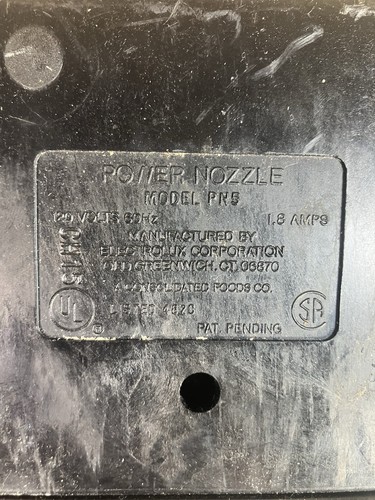 POWER NOZZLE
MODEL PN5
120 VOLTS 60Hz 1.8 AMPS
MANUFACTURED BY
ELECTROLUX CORPORATION
OLD GREENWICH, CT. 06870
A CONSOLIDATED FOODS CO.
UL LISTED SA
PAT. PENDING